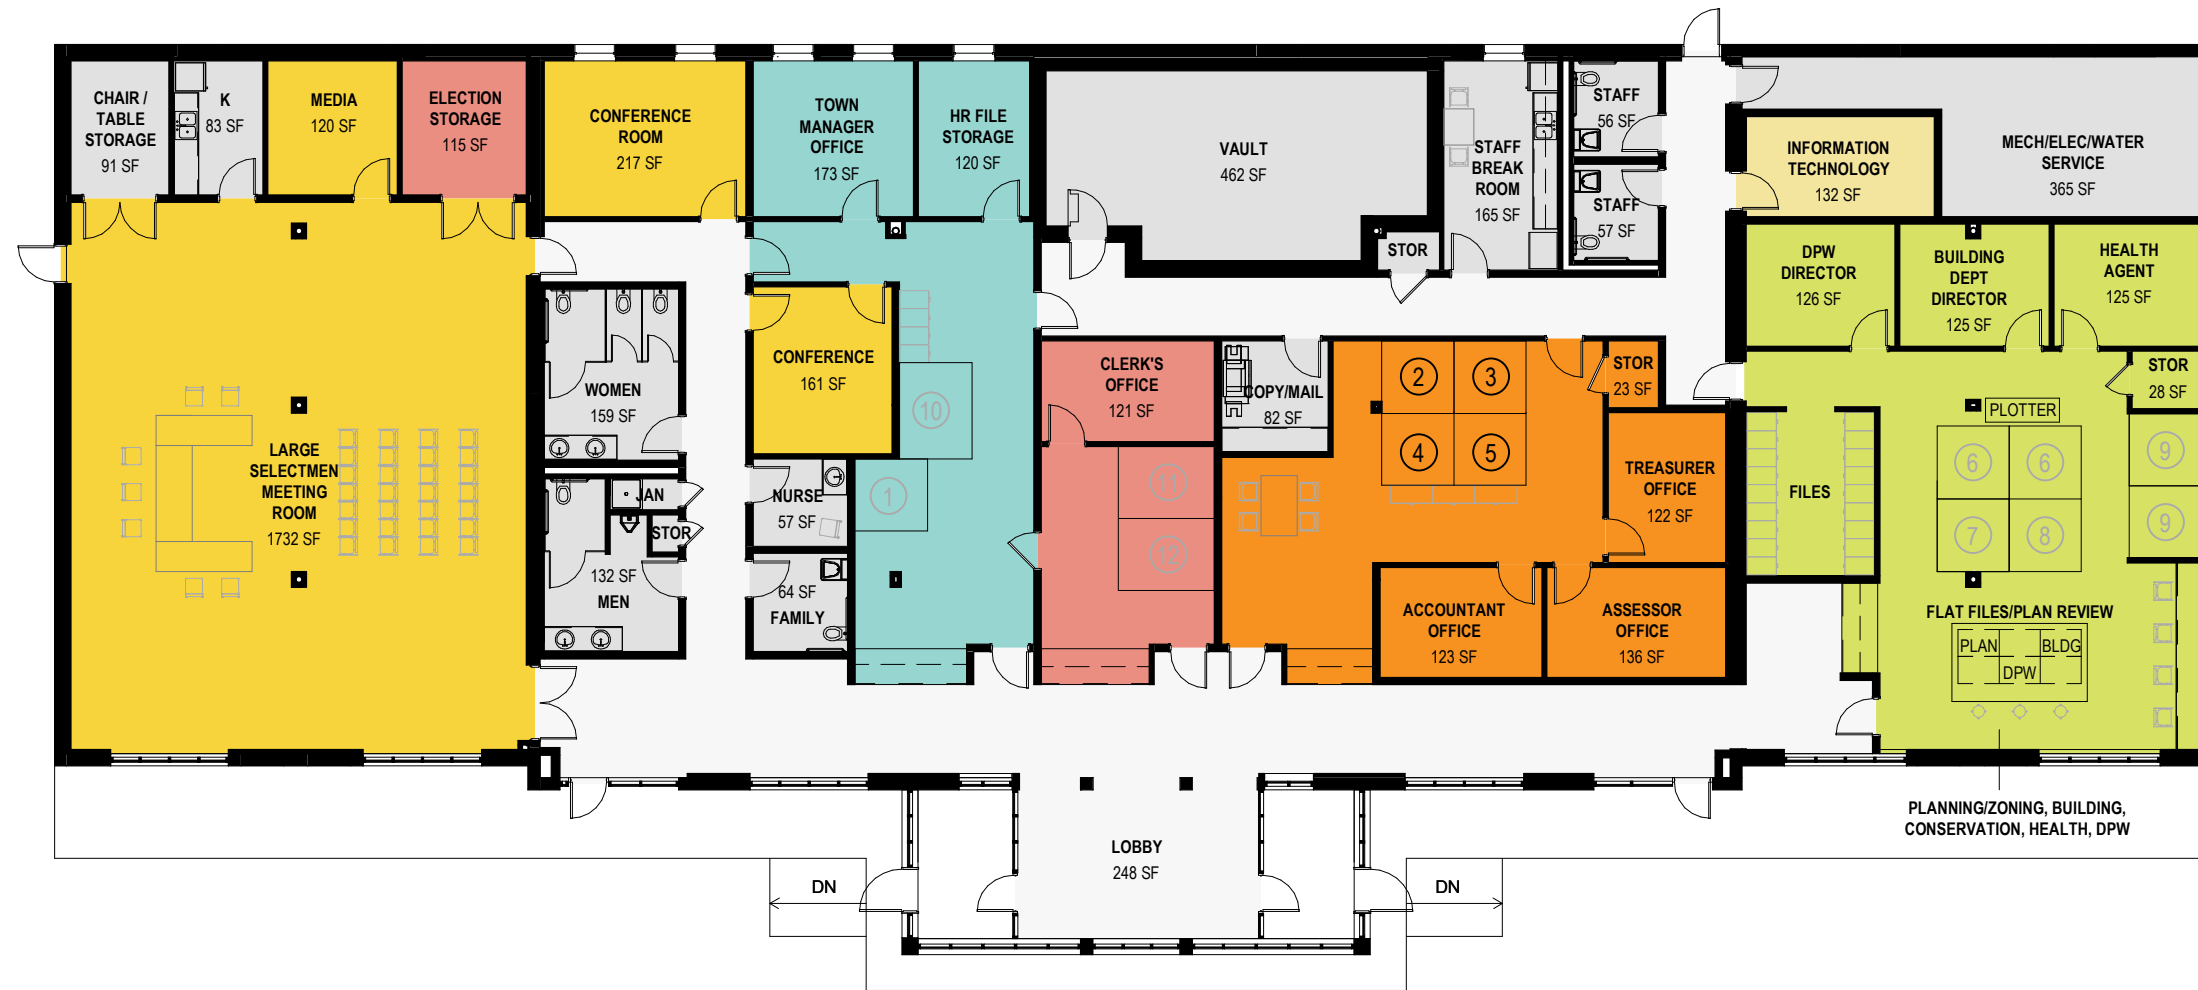 CHAIR /
TABLE
STORAGE
91 SF
K
83 SF
MEDIA
120 SF
ELECTION
STORAGE
115 SF
CONFERENCE
ROOM
217 SF
TOWN
MANAGER
OFFICE
173 SF
HR FILE
STORAGE
120 SF
VAULT
462 SF
STAFF
BREAK
ROOM
165 SF
STAFF
56 SF
STAFF
57 SF
STOR
INFORMATION
TECHNOLOGY
132 SF
MECH/ELEC/WATER
SERVICE
365 SF
DPW
DIRECTOR
126 SF
BUILDING
DEPT
DIRECTOR
125 SF
HEALTH
AGENT
125 SF
STOR
28 SF
LARGE
SELECTMEN
MEETING
ROOM
1732 SF
WOMEN
159 SF
JAN
STOR
132 SF
MEN
CONFERENCE
161 SF
NURSE
57 SF
64 SF
FAMILY
10
1
CLERK'S
OFFICE
121 SF
11
12
COPY/MAIL
82 SF
2
3
4
5
STOR
23 SF
TREASURER
OFFICE
122 SF
ACCOUNTANT
OFFICE
123 SF
ASSESSOR
OFFICE
136 SF
FILES
PLOTTER
6
6
7
8
9
9
FLAT FILES/PLAN REVIEW
PLAN
BLDG
DPW
PLANNING/ZONING, BUILDING,
CONSERVATION, HEALTH, DPW
LOBBY
248 SF
DN
DN